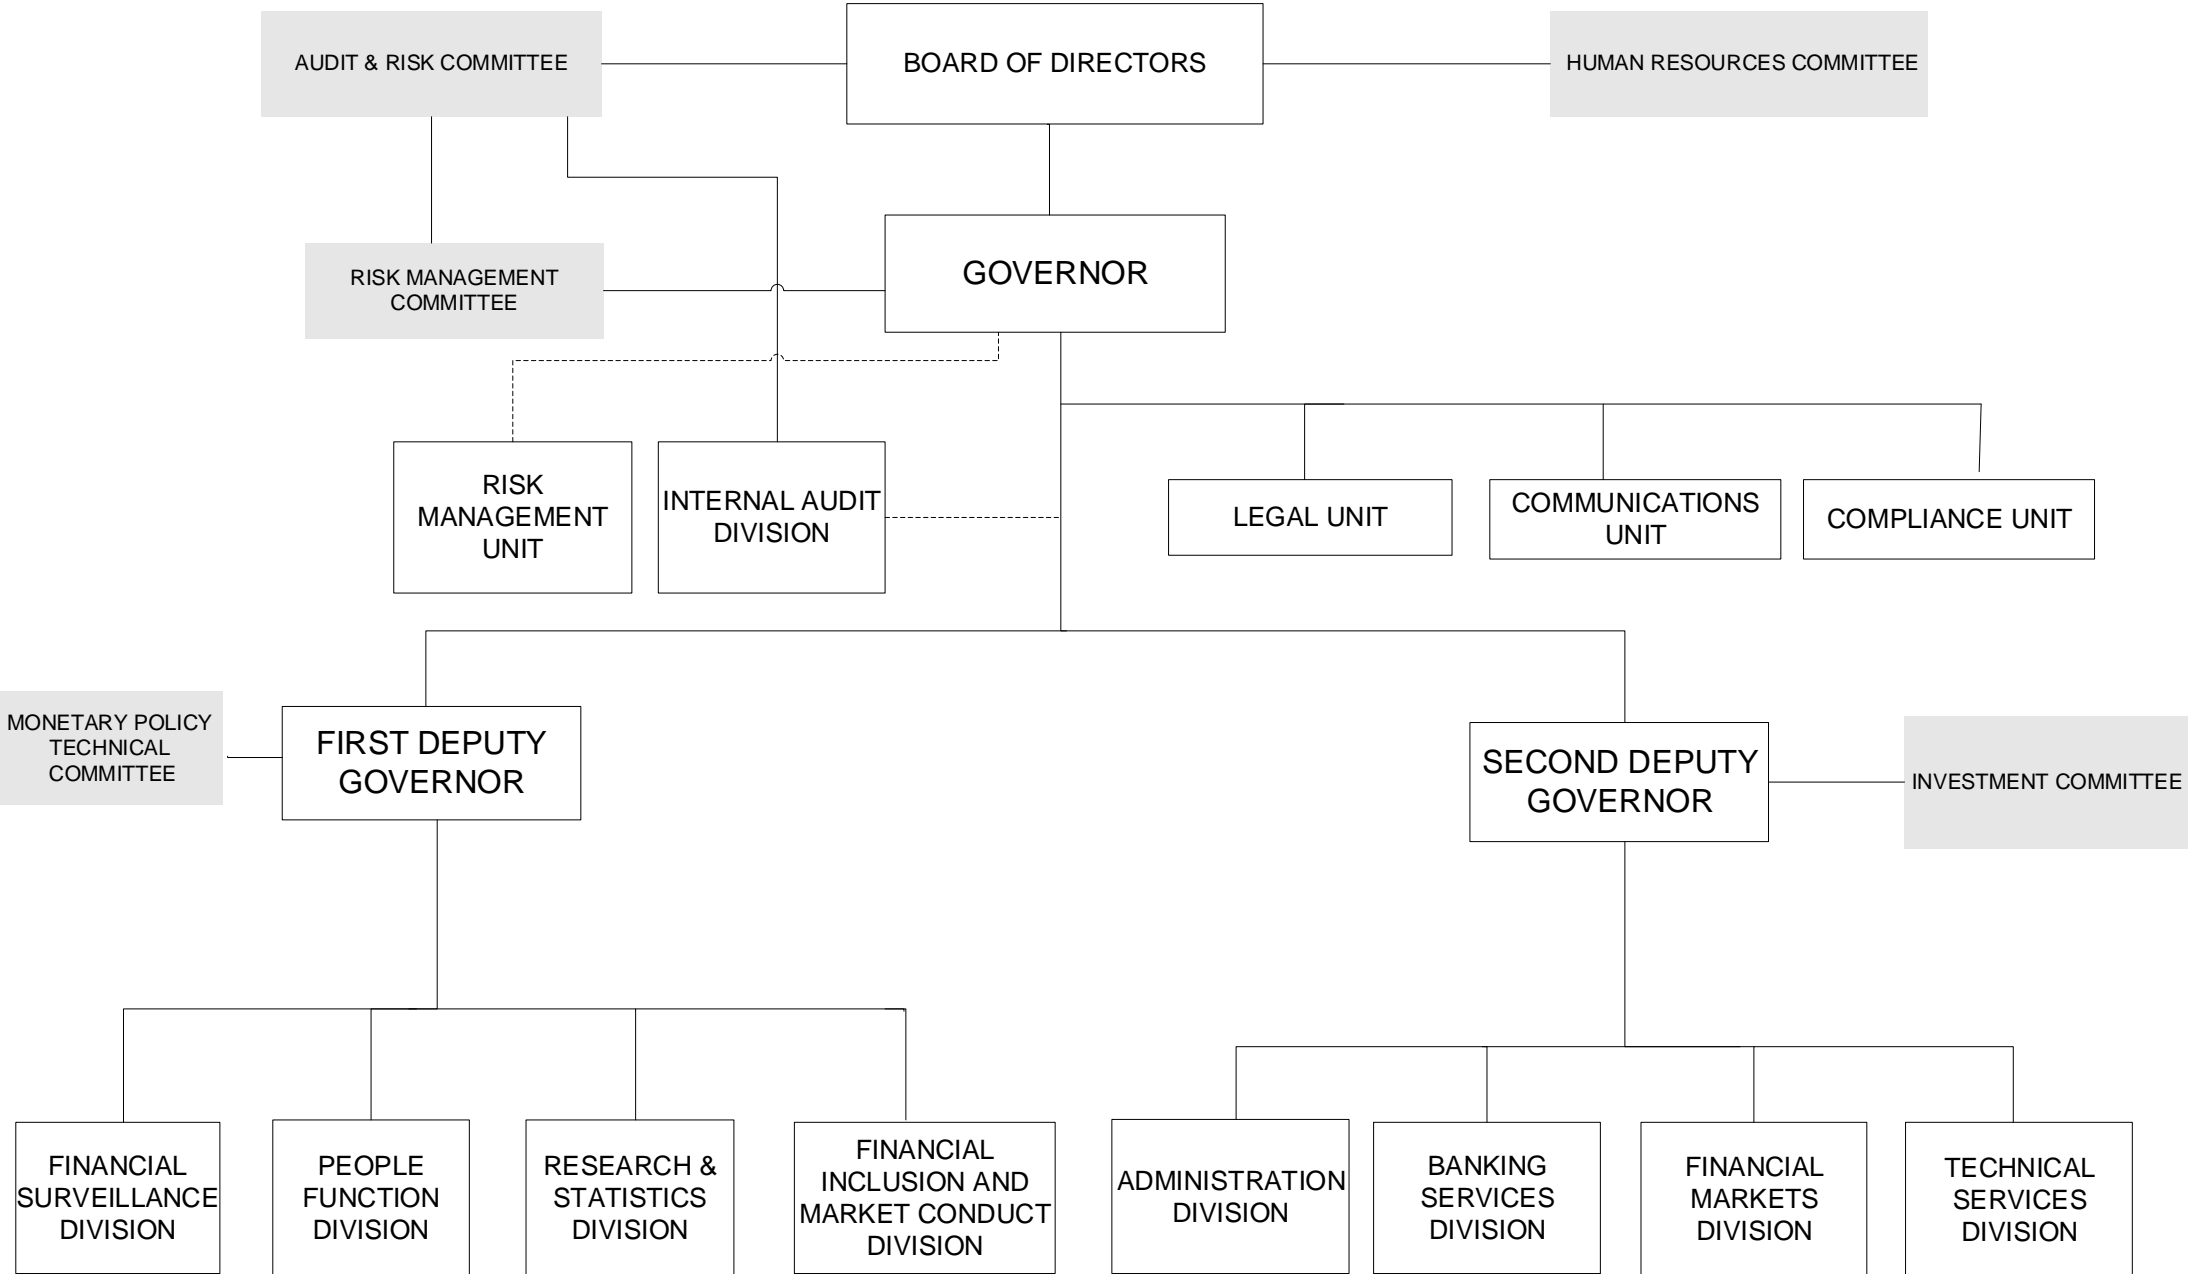 AUDIT & RISK COMMITTEE
BOARD OF DIRECTORS
HUMAN RESOURCES COMMITTEE
RISK MANAGEMENT
COMMITTEE
GOVERNOR
RISK
MANAGEMENT
UNIT
INTERNAL AUDIT
DIVISION
LEGAL UNIT
COMMUNICATIONS
UNIT
COMPLIANCE UNIT
MONETARY POLICY
TECHNICAL
COMMITTEE
FIRST DEPUTY
GOVERNOR
SECOND DEPUTY
GOVERNOR
INVESTMENT COMMITTEE
FINANCIAL
SURVEILLANCE
DIVISION
PEOPLE
FUNCTION
DIVISION
RESEARCH &
STATISTICS
DIVISION
FINANCIAL
INCLUSION AND
MARKET CONDUCT
DIVISION
ADMINISTRATION
DIVISION
BANKING
SERVICES
DIVISION
FINANCIAL
MARKETS
DIVISION
TECHNICAL
SERVICES
DIVISION